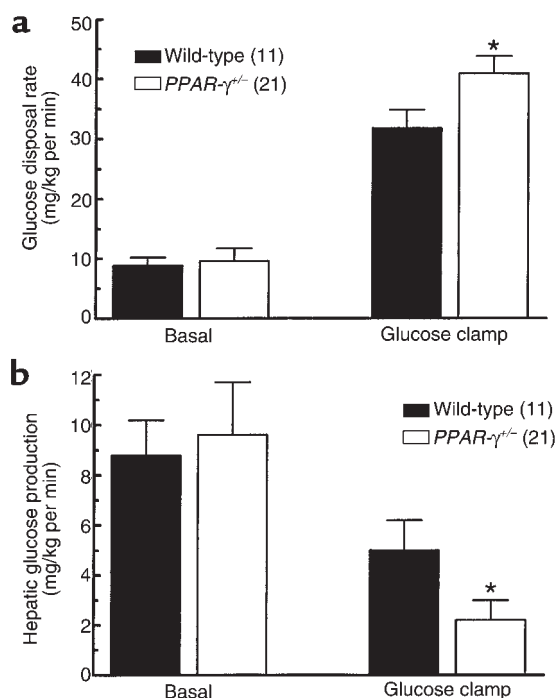 a
50
40
30
20
10
0
Glucose disposal rate
(mg/kg per min)
Wild-type (11)
PPAR-γ+/– (21)
*
Basal
Glucose clamp
b
12
10
8
6
4
2
0
Hepatic glucose production
(mg/kg per min)
Wild-type (11)
PPAR-γ+/– (21)
*
Basal
Glucose clamp